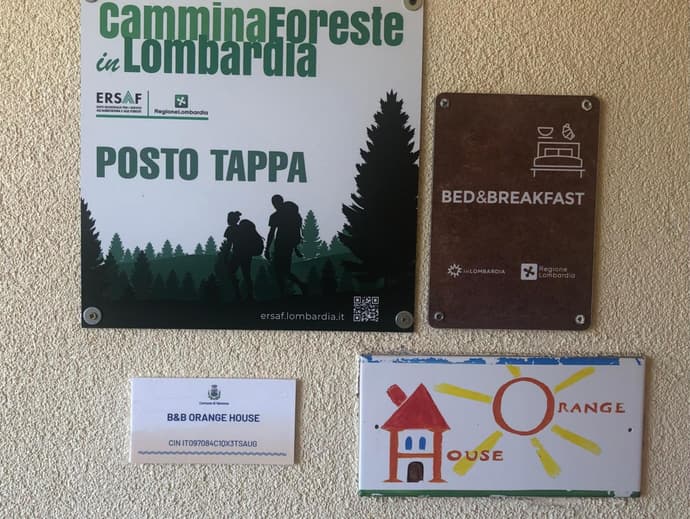 CamminaForeste
in Lombardia
ERSAF
RegioneLombardia
POSTO TAPPA
ersaf.lombardia.it
BED&BREAKFAST
inLOMBARDIA
Regione
Lombardia
B&B ORANGE HOUSE
CIN IT097084C10X3TSAUG
ORANGE
HOUSE